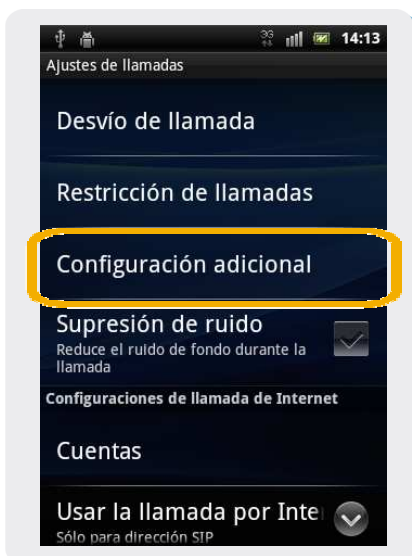 3G 14:13
Ajustes de llamadas
Desvío de llamada
Restricción de llamadas
Configuración adicional
Supresión de ruido
Reduce el ruido de fondo durante la
llamada
Configuraciones de llamada de Internet
Cuentas
Usar la llamada por Inte
Sólo para dirección SIP